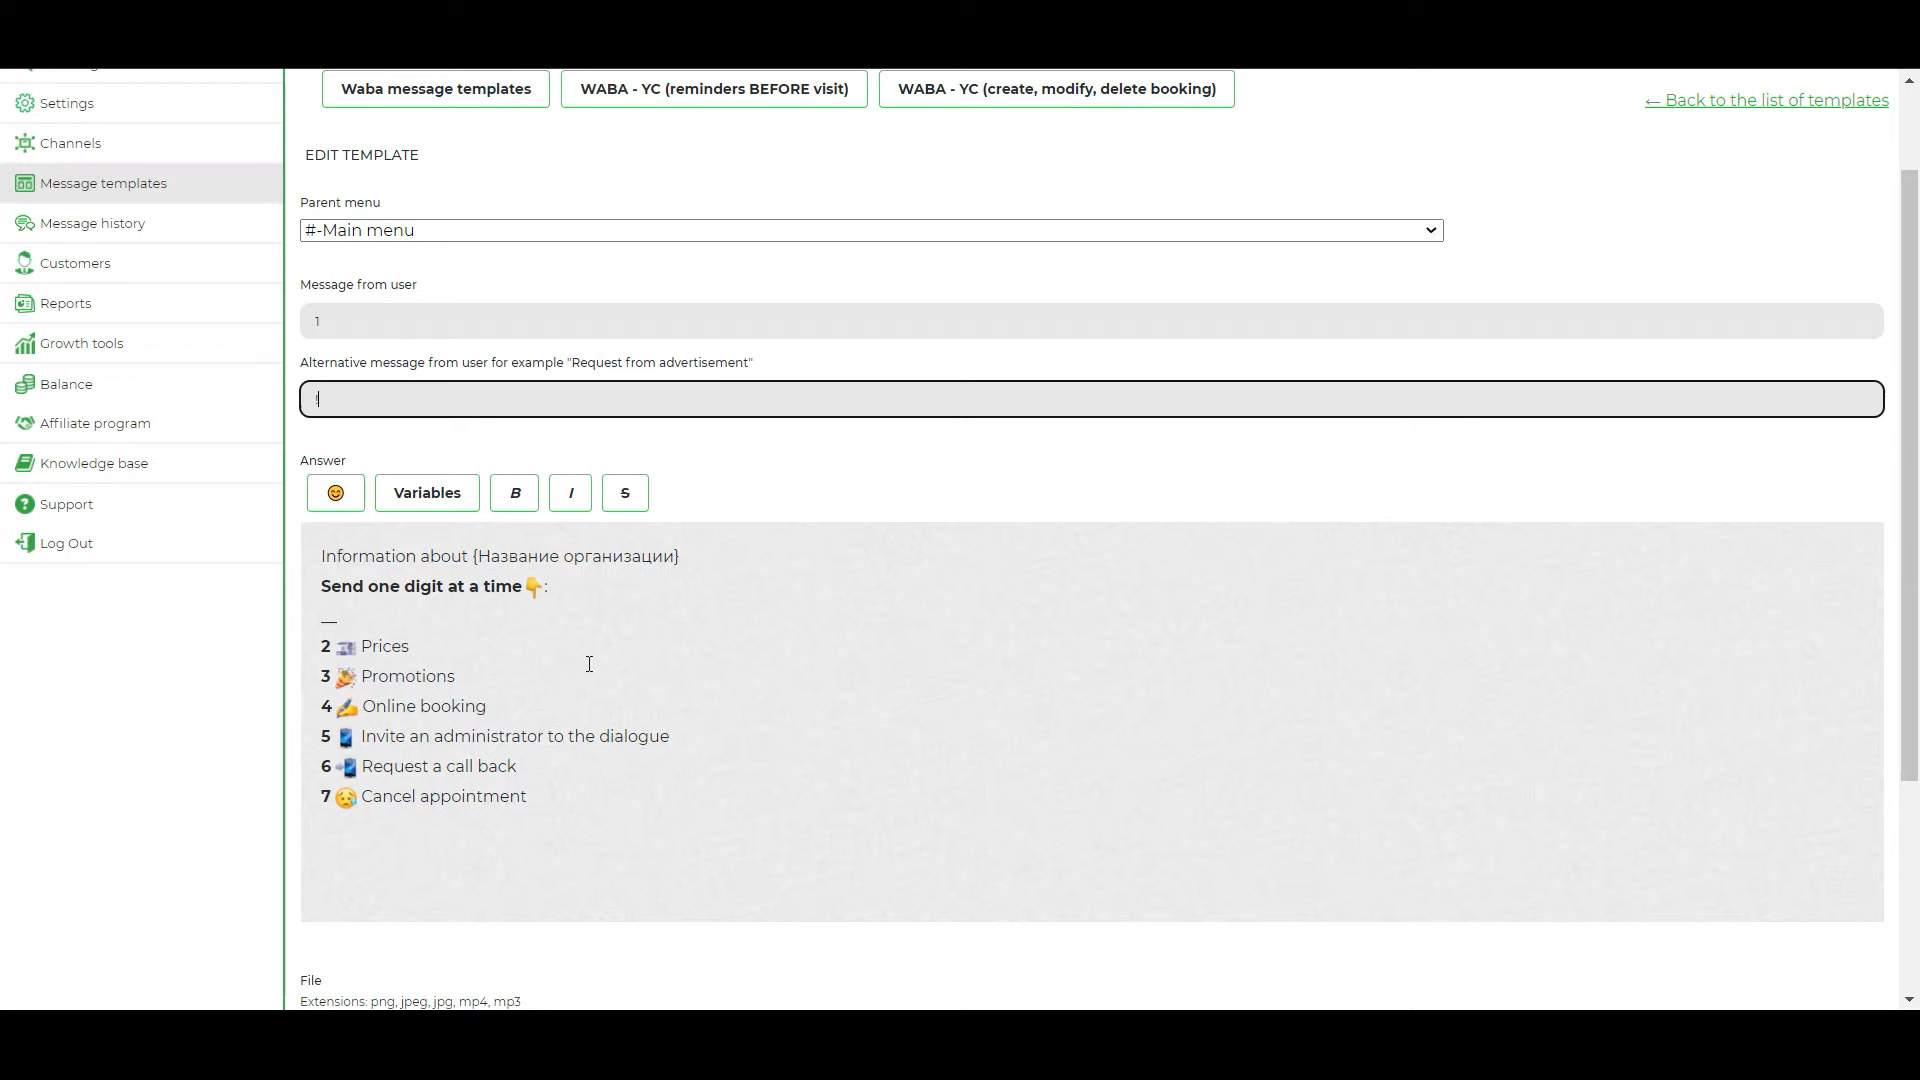 Waba message templates
WABA - YC (reminders BEFORE visit)
WABA - YC (create, modify, delete booking)
← Back to the list of templates
Settings
Channels
Message templates
Message history
Customers
Reports
Growth tools
Balance
Affiliate program
Knowledge base
Support
Log Out
EDIT TEMPLATE
Parent menu
#-Main menu
Message from user
1
Alternative message from user for example "Request from advertisement"
!
Answer
😊 Variables B I S
Information about {Название организации}
Send one digit at a time👇:
__
2 💶 Prices
3 🎉 Promotions
4 ✍ Online booking
5 📱 Invite an administrator to the dialogue
6 📲 Request a call back
7 😥 Cancel appointment
File
Extensions: png, jpeg, jpg, mp4, mp3